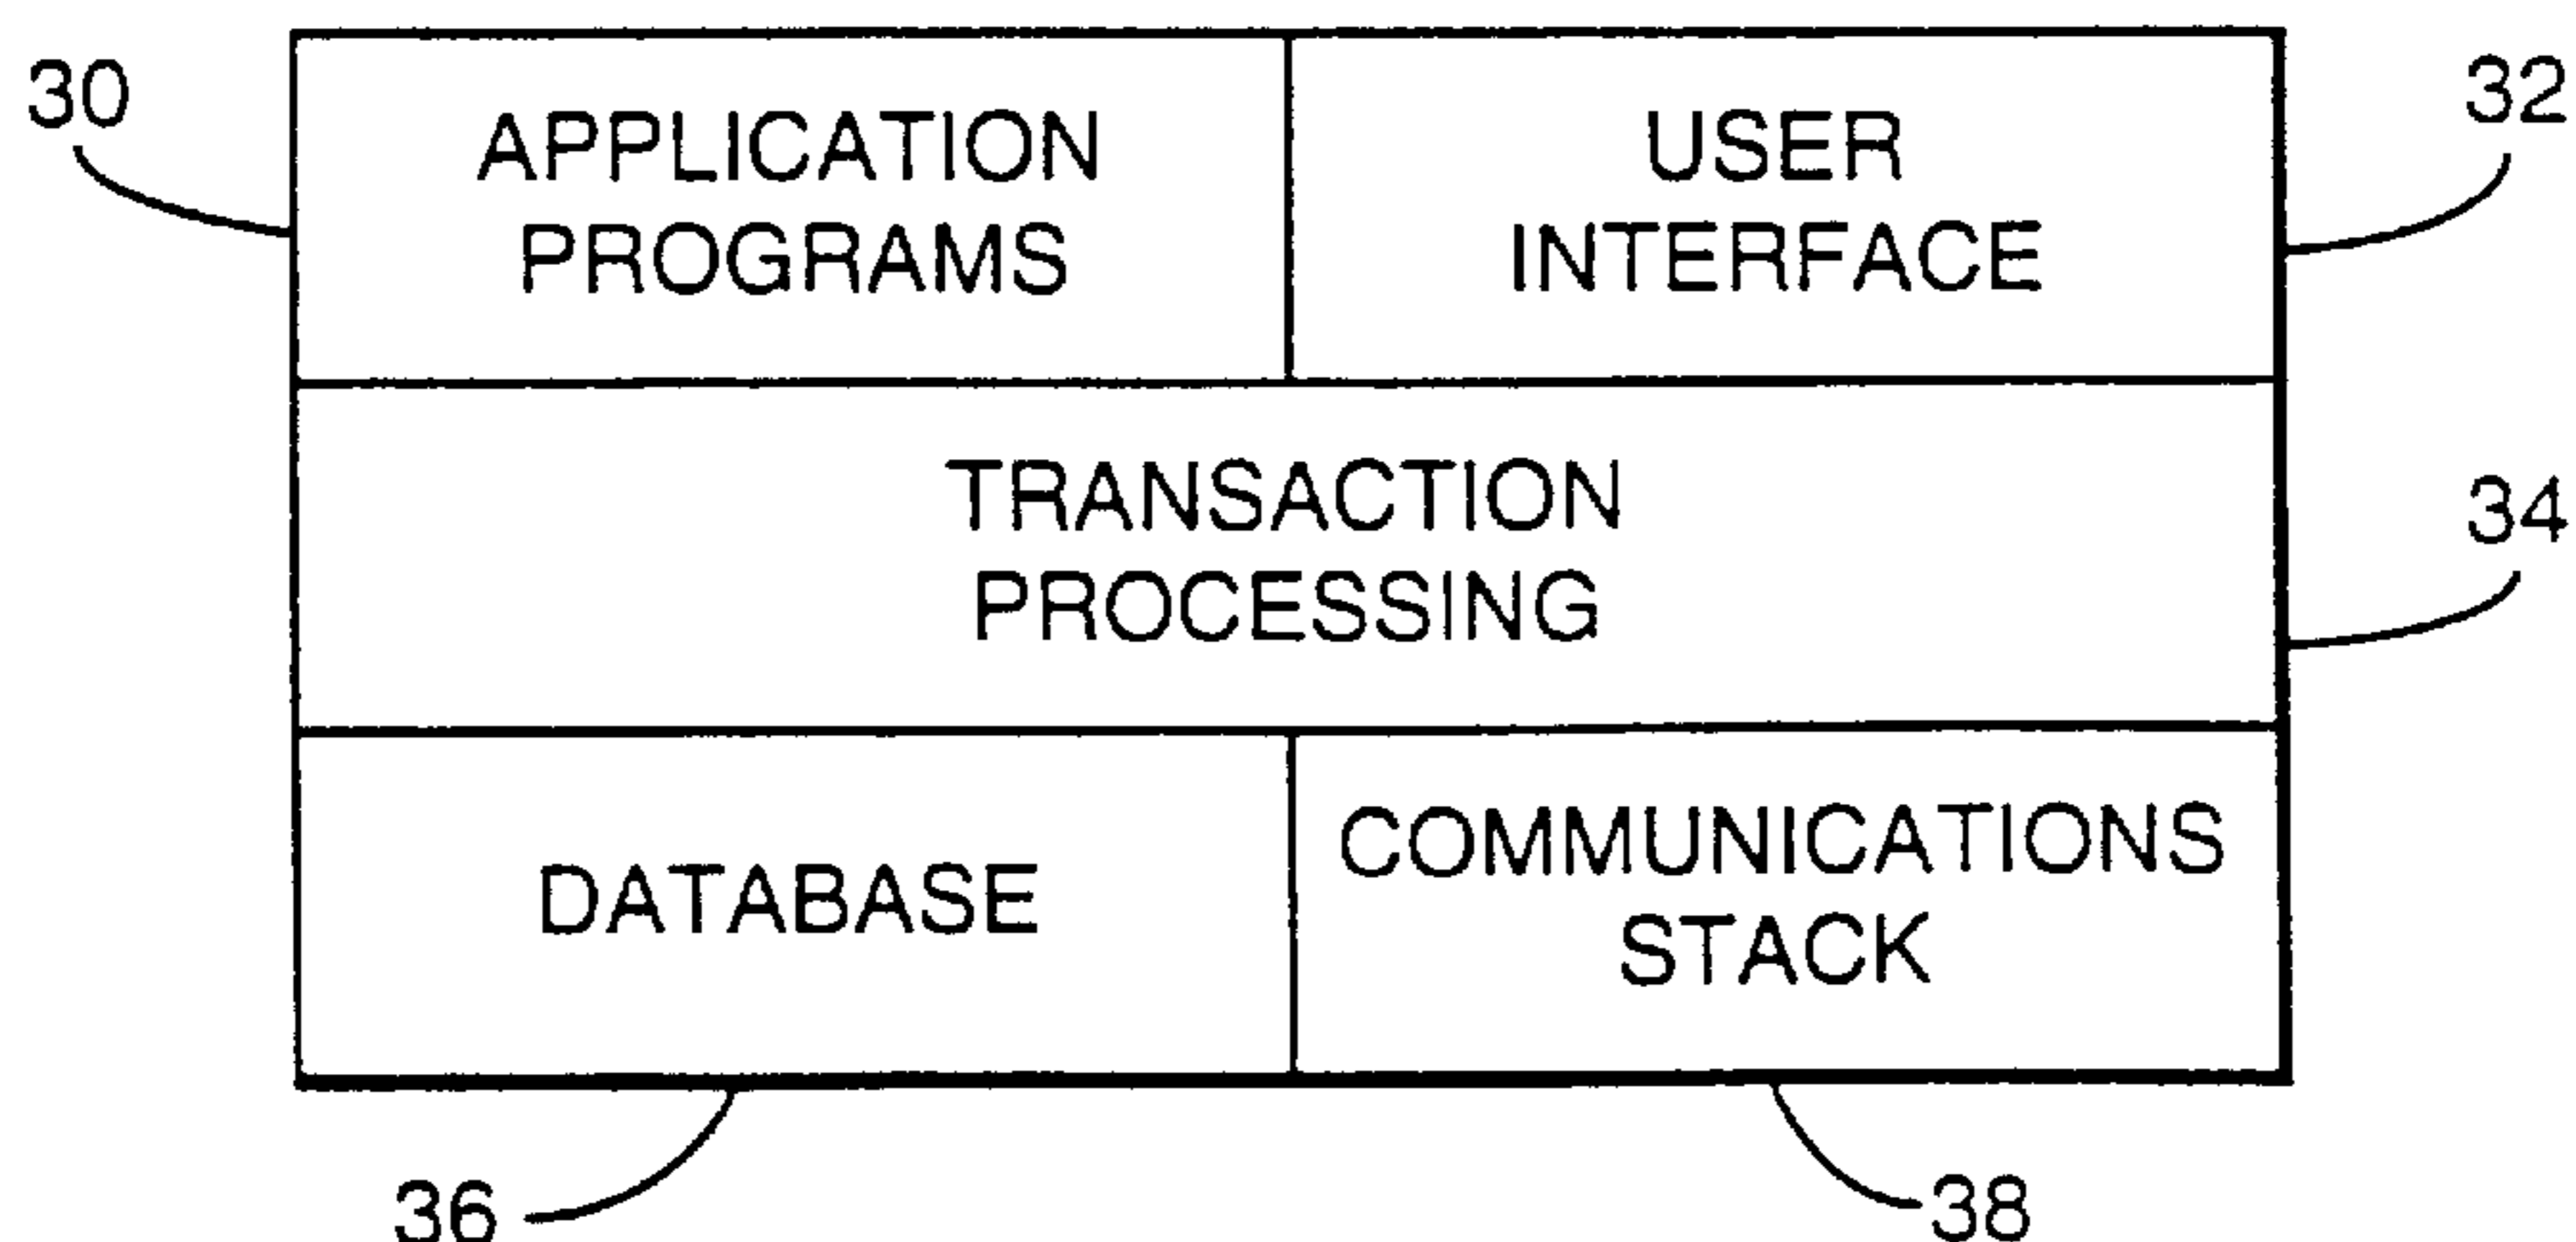 30
APPLICATION
PROGRAMS
USER
INTERFACE
32
TRANSACTION
PROCESSING
34
DATABASE
COMMUNICATIONS
STACK
36
38